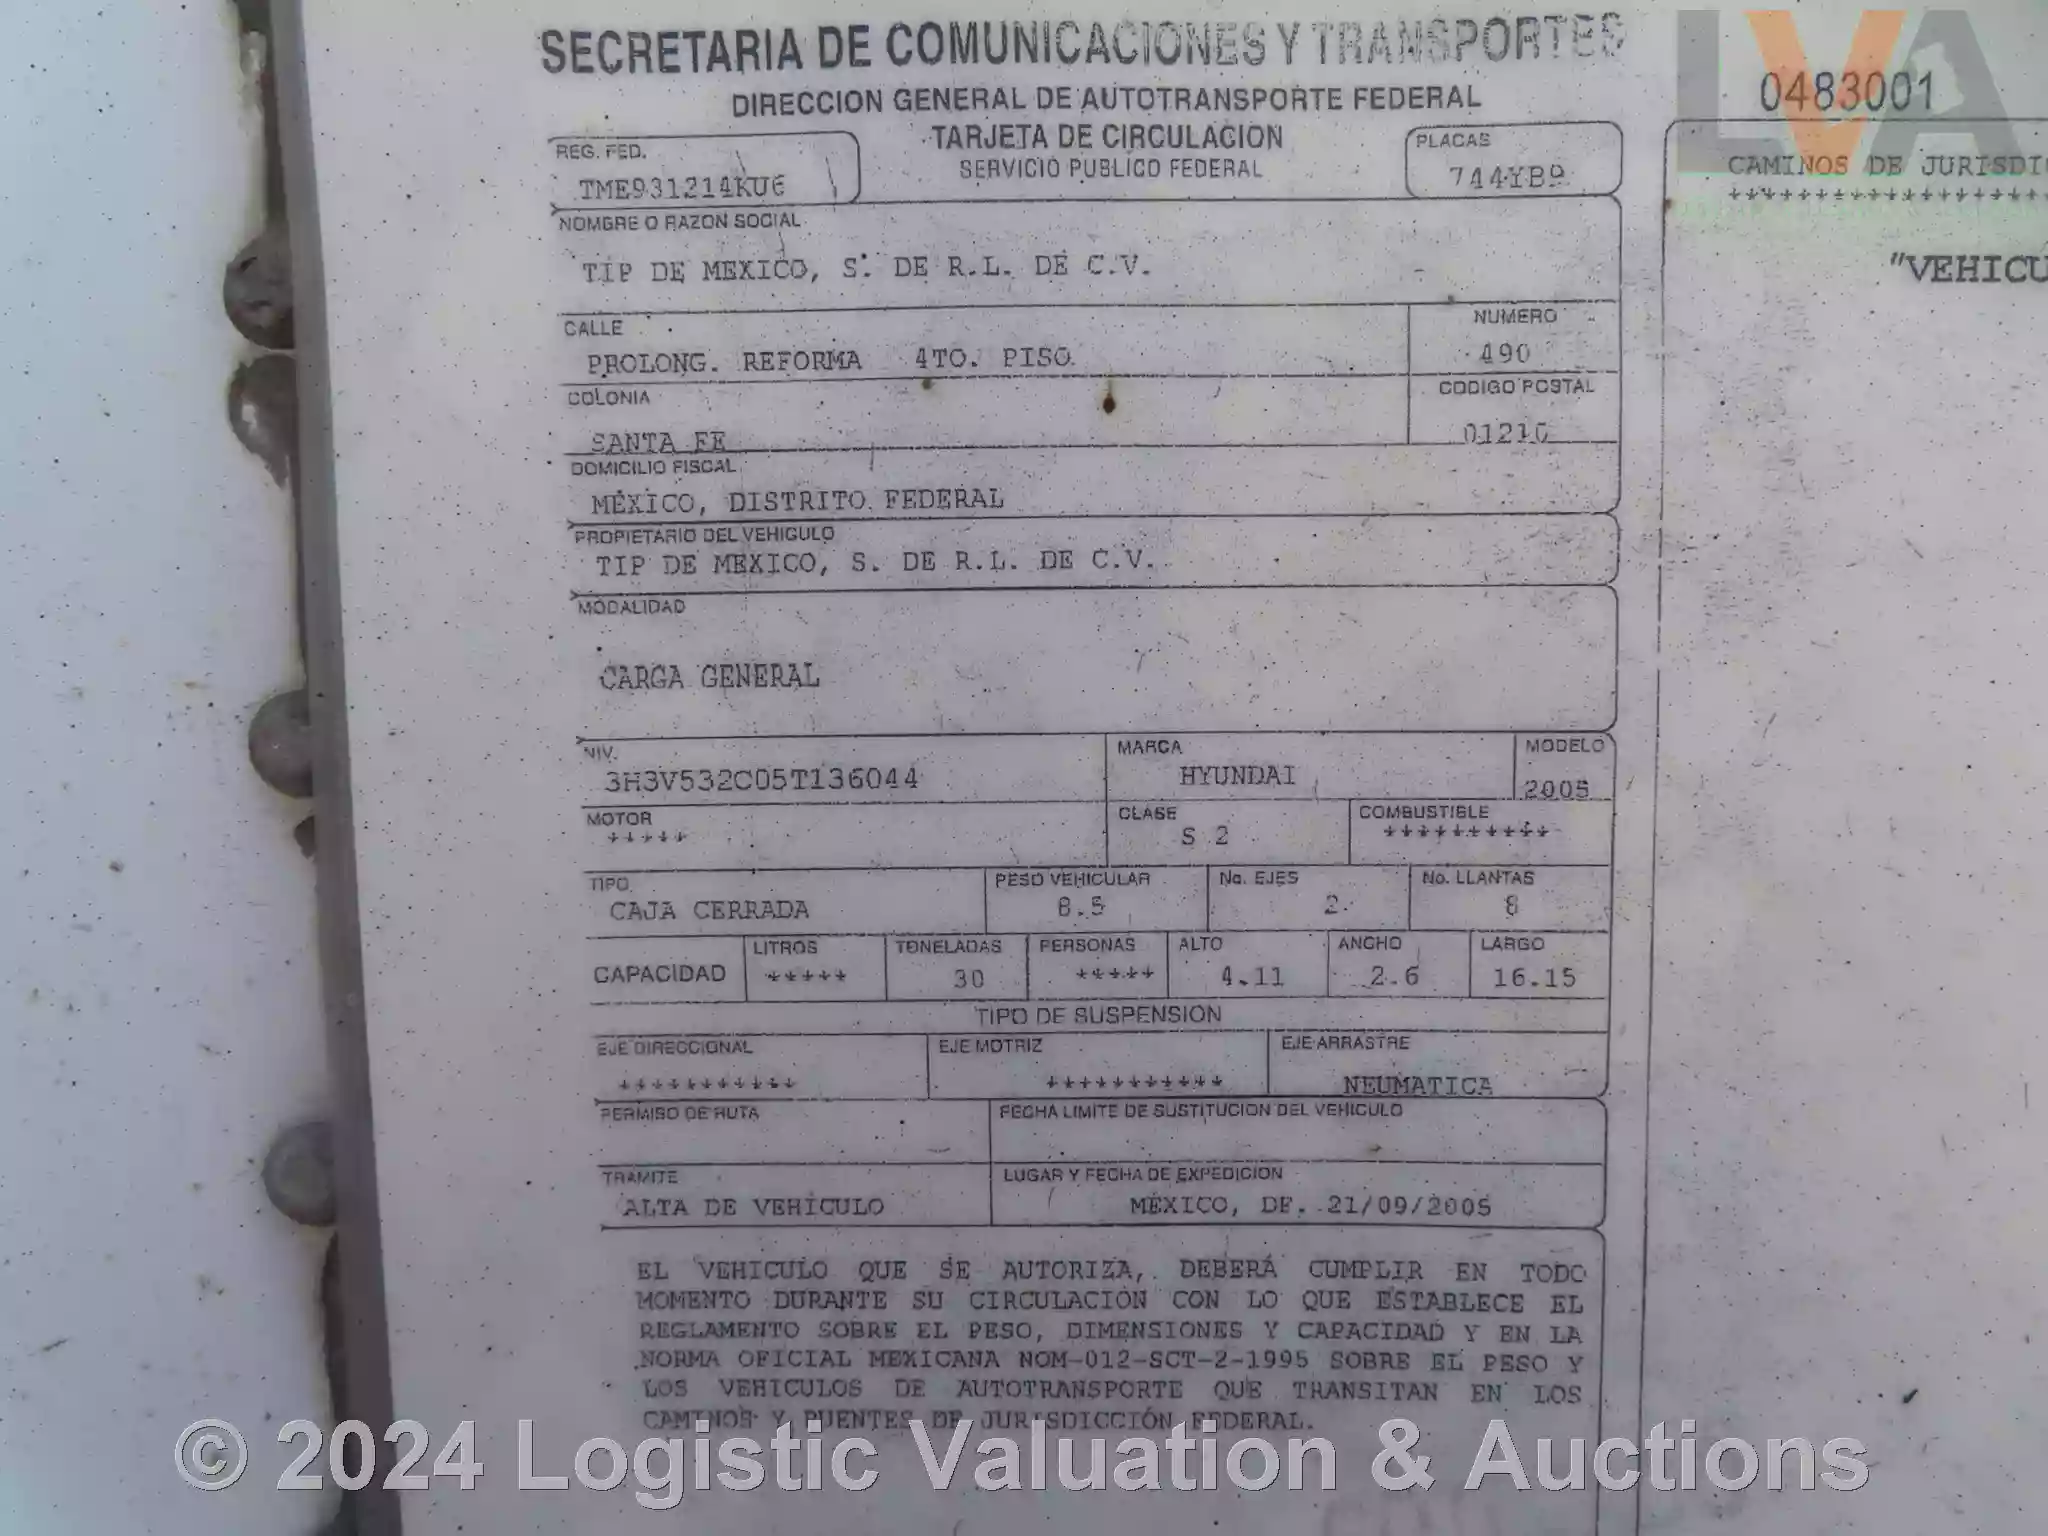 LVA
SECRETARIA DE COMUNICACIONES Y TRANSPORTES
DIRECCION GENERAL DE AUTOTRANSPORTE FEDERAL
0483001
TARJETA DE CIRCULACION
SERVICIO PUBLICO FEDERAL
REG. FED.
TME931214KU6
PLACAS
744YB9
CAMINOS DE JURISDI
******************
"VEHICU
NOMBRE O RAZON SOCIAL
TIP DE MEXICO, S. DE R.L. DE C.V.
CALLE
PROLONG. REFORMA 4TO. PISO
NUMERO
490
COLONIA
SANTA FE
CODIGO POSTAL
01210
DOMICILIO FISCAL
MÉXICO, DISTRITO FEDERAL
PROPIETARIO DEL VEHICULO
TIP DE MEXICO, S. DE R.L. DE C.V.
MODALIDAD
CARGA GENERAL
NIV.
3H3V532C05T136044
MARCA
HYUNDAI
MODELO
2005
MOTOR
*****
CLASE
S 2
COMBUSTIBLE
**********
TIPO
CAJA CERRADA
PESO VEHICULAR
8.5
No. EJES
2
No. LLANTAS
8
CAPACIDAD
LITROS
*****
TONELADAS
30
PERSONAS
*****
ALTO
4.11
ANCHO
2.6
LARGO
16.15
TIPO DE SUSPENSION
EJE DIRECCIONAL
***********
EJE MOTRIZ
***********
EJE ARRASTRE
NEUMATICA
PERMISO DE RUTA
FECHA LIMITE DE SUSTITUCION DEL VEHICULO
TRAMITE
ALTA DE VEHÍCULO
LUGAR Y FECHA DE EXPEDICION
MÉXICO, DF. 21/09/2005
EL VEHICULO QUE SE AUTORIZA, DEBERÁ CUMPLIR EN TODO
MOMENTO DURANTE SU CIRCULACIÓN CON LO QUE ESTABLECE EL
REGLAMENTO SOBRE EL PESO, DIMENSIONES Y CAPACIDAD Y EN LA
NORMA OFICIAL MEXICANA NOM-012-SCT-2-1995 SOBRE EL PESO Y
LOS VEHICULOS DE AUTOTRANSPORTE QUE TRANSITAN EN LOS
CAMINOS Y PUENTES DE JURISDICCIÓN FEDERAL.
© 2024 Logistic Valuation & Auctions